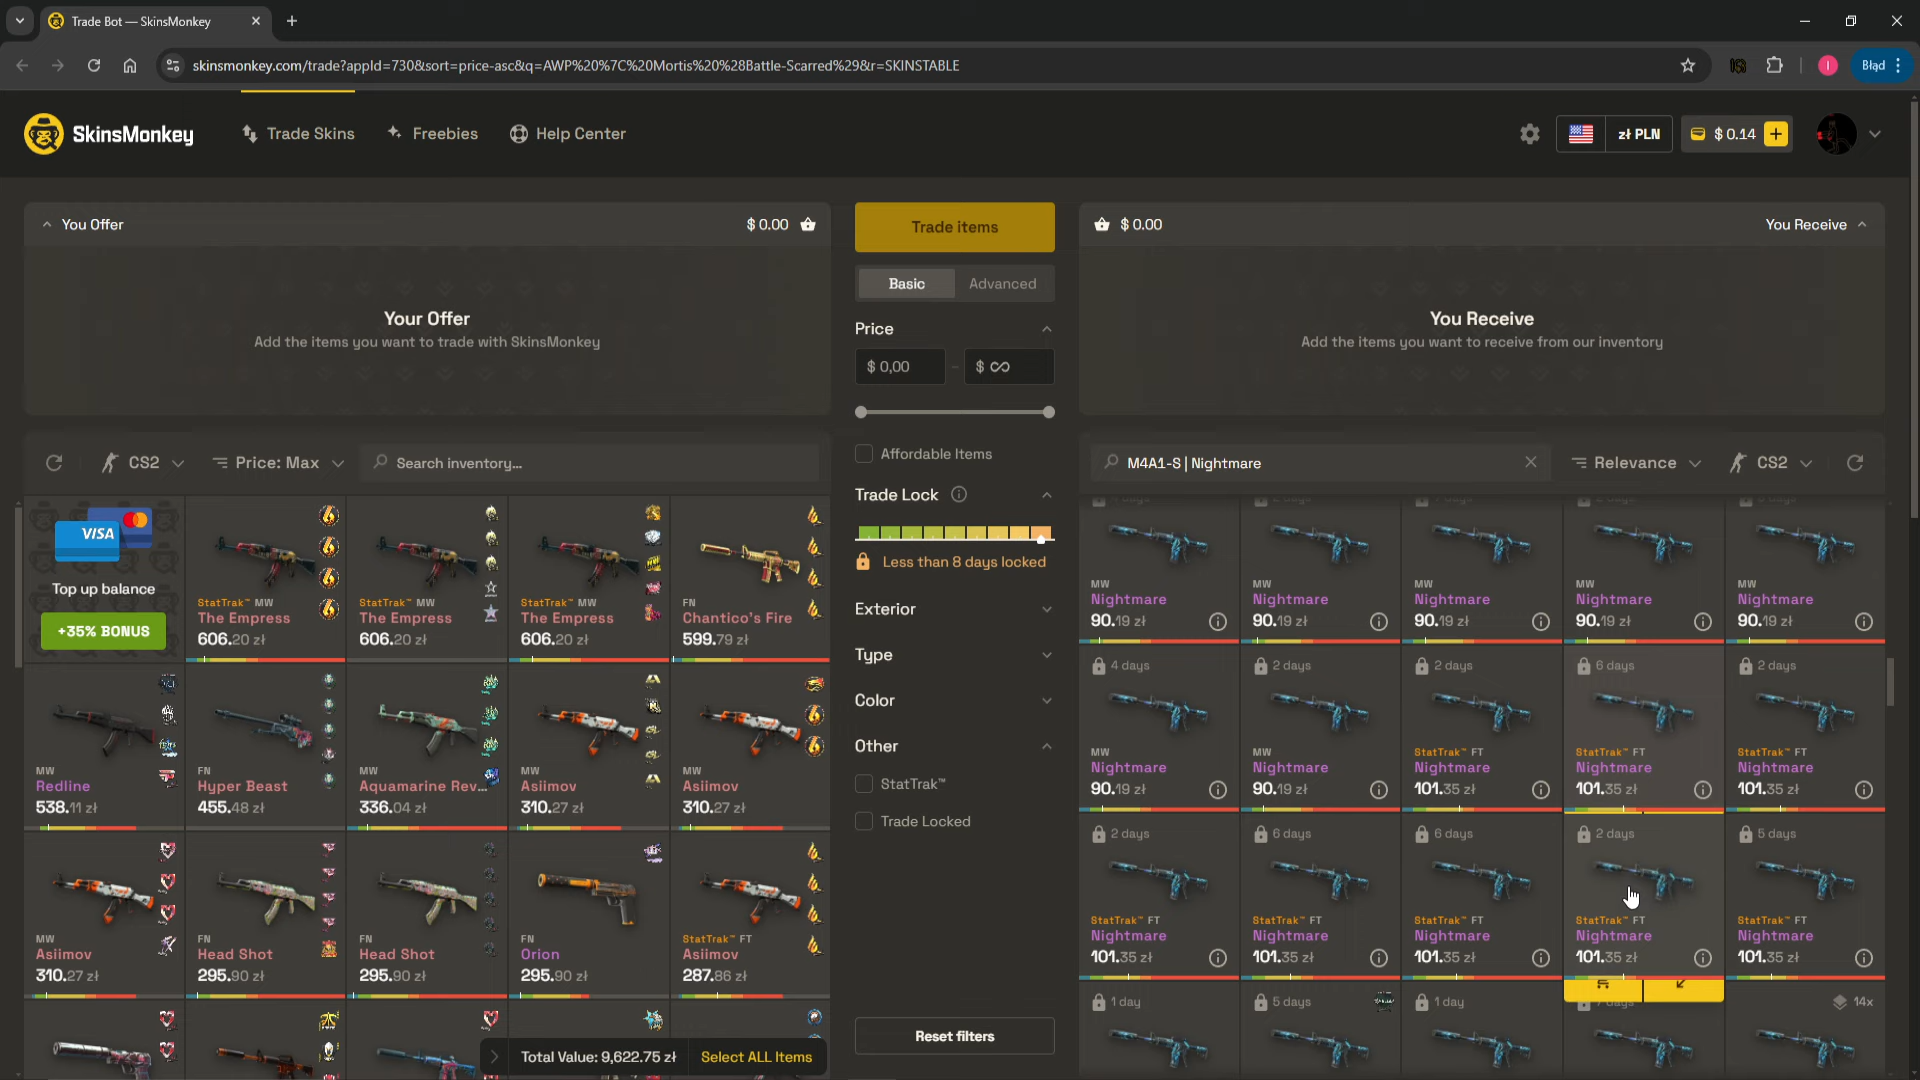 Trade Bot — SkinsMonkey
skinsmonkey.com/trade?appId=730&sort=price-asc&q=AWP%20%7C%20Mortis%20%28Battle-Scarred%29&r=SKINSTABLE
Błąd
SkinsMonkey
Trade Skins
Freebies
Help Center
zł PLN
$ 0.14
You Offer
$ 0.00
Your Offer
Add the items you want to trade with SkinsMonkey
Trade items
Basic
Advanced
Price
$ 0,00
-
$ ∞
Affordable Items
Trade Lock
Less than 8 days locked
Exterior
Type
Color
Other
StatTrak™
Trade Locked
Reset filters
$ 0.00
You Receive
You Receive
Add the items you want to receive from our inventory
CS2
Price: Max
Search inventory...
VISA
Top up balance
+35% BONUS
StatTrak™ MW
The Empress
606.20 zł
StatTrak™ MW
The Empress
606.20 zł
StatTrak™ MW
The Empress
606.20 zł
FN
Chantico's Fire
599.79 zł
MW
Redline
538.11 zł
FN
Hyper Beast
455.48 zł
MW
Aquamarine Rev...
336.04 zł
MW
Asiimov
310.27 zł
MW
Asiimov
310.27 zł
MW
Asiimov
310.27 zł
FN
Head Shot
295.90 zł
FN
Head Shot
295.90 zł
FN
Orion
295.90 zł
StatTrak™ FT
Asiimov
287.86 zł
Total Value: 9,622.75 zł
Select ALL Items
M4A1-S | Nightmare
Relevance
CS2
MW
Nightmare
90.19 zł
MW
Nightmare
90.19 zł
MW
Nightmare
90.19 zł
MW
Nightmare
90.19 zł
MW
Nightmare
90.19 zł
4 days
MW
Nightmare
90.19 zł
2 days
MW
Nightmare
90.19 zł
2 days
StatTrak™ FT
Nightmare
101.35 zł
6 days
StatTrak™ FT
Nightmare
101.35 zł
2 days
StatTrak™ FT
Nightmare
101.35 zł
2 days
StatTrak™ FT
Nightmare
101.35 zł
6 days
StatTrak™ FT
Nightmare
101.35 zł
6 days
StatTrak™ FT
Nightmare
101.35 zł
2 days
StatTrak™ FT
Nightmare
101.35 zł
5 days
StatTrak™ FT
Nightmare
101.35 zł
1 day
5 days
1 day
14x